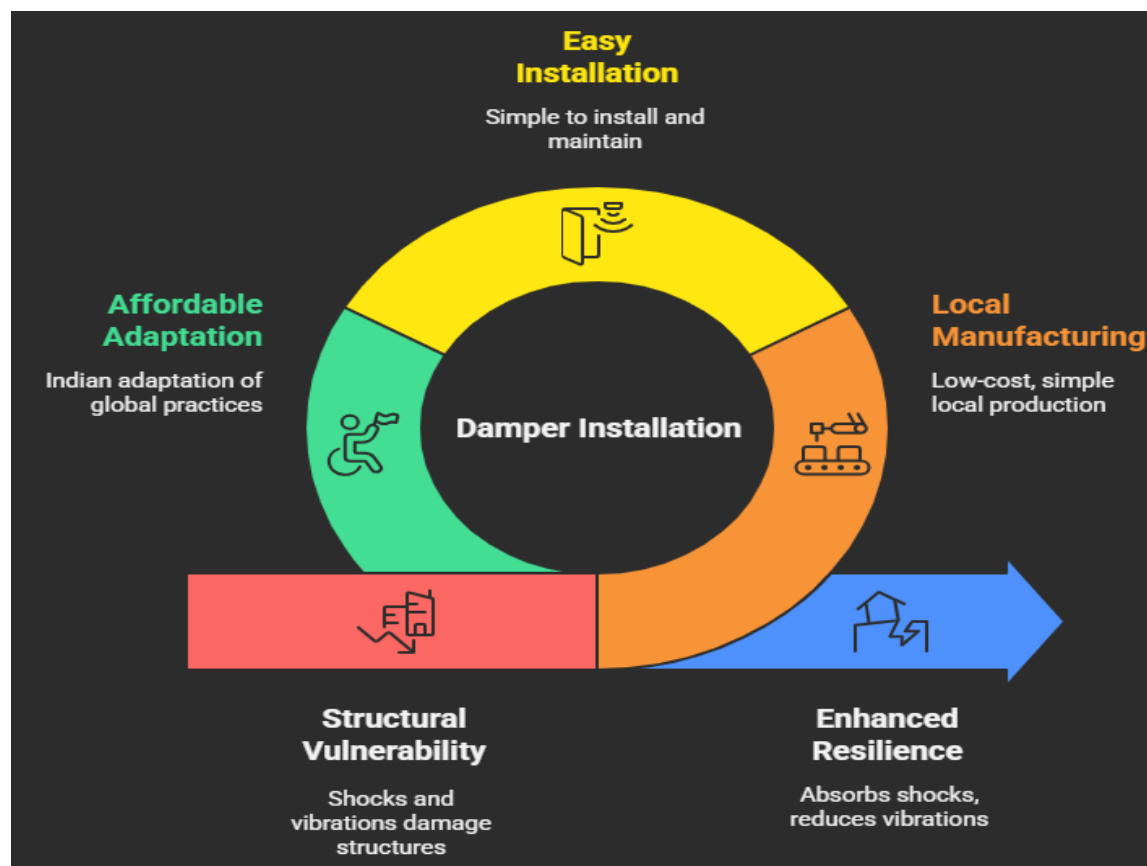 Easy
Installation
Simple to install and
maintain
Affordable
Adaptation
Indian adaptation of
global practices
Local
Manufacturing
Low-cost, simple
local production
Damper Installation
Structural
Vulnerability
Shocks and
vibrations damage
structures
Enhanced
Resilience
Absorbs shocks,
reduces vibrations